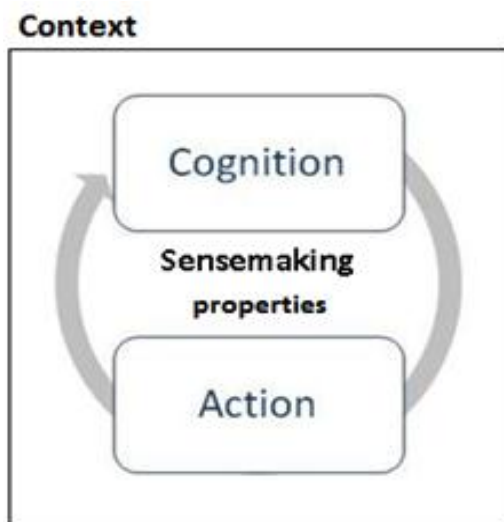 Context
Cognition
Sensemaking
properties
Action